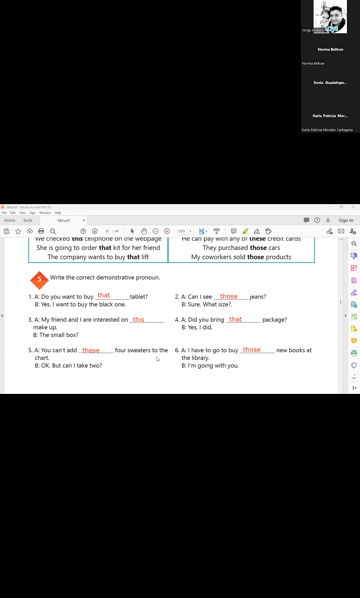 Norma Beltran
Norma Beltran
Sonia Guadalupe...
Karla Patricia Mor...
Karla Patricia Morales Cartagena
File Edit View Sign Window Help
Home Tools
Sign In
We checked this cellphone on the webpage
She is going to order that kit for her friend
The company wants to buy that lift
He can pay with any of these credit cards
They purchased those cars
My coworkers sold those products
5 Write the correct demonstrative pronoun.
1. A: Do you want to buy that tablet?
B: Yes. I want to buy the black one.
2. A: Can I see those jeans?
B: Sure. What size?.
3. A: My friend and I are interested on this
make up.
B: The small box?
4. A: Did you bring that package?
B: Yes, I did.
5. A: You can't add these four sweaters to the
chart.
B: OK. But can I take two?
6. A: I have to go to buy those new books at
the library.
B: I'm going with you.